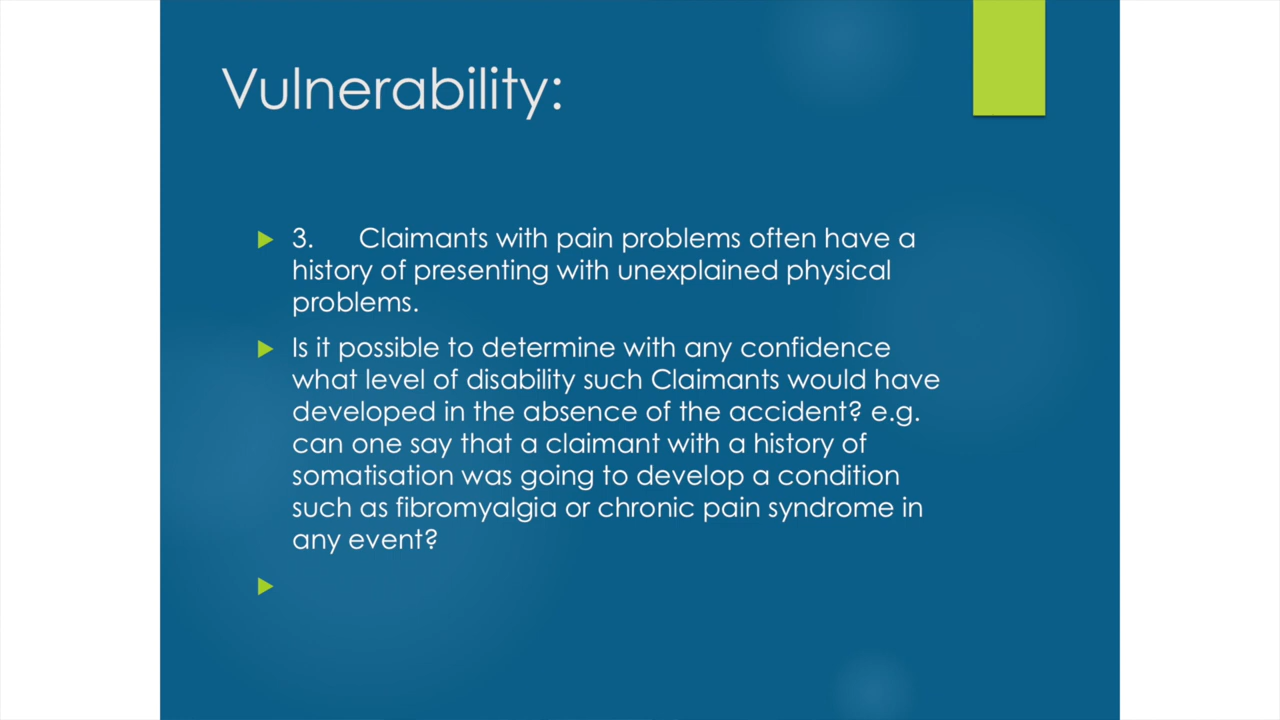 Vulnerability:
3. Claimants with pain problems often have a
history of presenting with unexplained physical
problems.
Is it possible to determine with any confidence
what level of disability such Claimants would have
developed in the absence of the accident? e.g.
can one say that a claimant with a history of
somatisation was going to develop a condition
such as fibromyalgia or chronic pain syndrome in
any event?